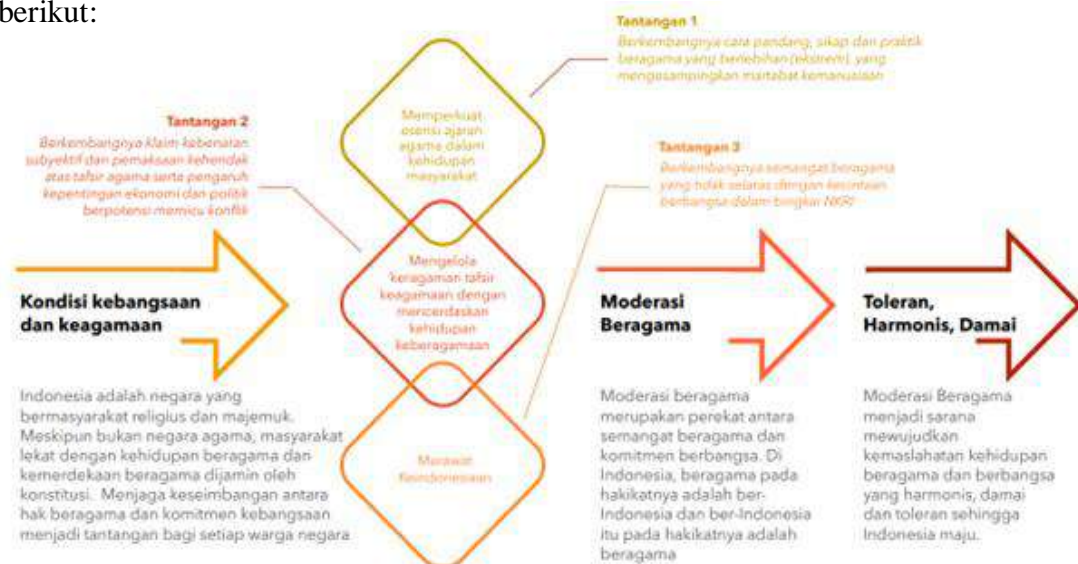 berikut:
Tantangan 1
Berkembangnya cara pandang, sikap dan praktik
beragama yang berlebihan (ekstrem), yang
mengesampingkan martabat kemanusiaan
Tantangan 2
Berkembangnya klaim kebenaran
subyektif dan pemaksaan kehendak
atas tafsir agama serta pengaruh
kepentingan ekonomi dan politik
berpotensi memicu konflik
Memperkuat
esensi ajaran
agama dalam
kehidupan
masyarakat
Tantangan 3
Berkembangnya semangat beragama
yang tidak selaras dengan kecintaan
berbangsa dalam bingkai NKRI
Kondisi kebangsaan
dan keagamaan
Indonesia adalah negara yang
bermasyarakat religius dan majemuk.
Meskipun bukan negara agama, masyarakat
lekat dengan kehidupan beragama dan
kemerdekaan beragama dijamin oleh
konstitusi. Menjaga keseimbangan antara
hak beragama dan komitmen kebangsaan
menjadi tantangan bagi setiap warga negara
Mengelola
keragaman tafsir
keagamaan dengan
mencerdaskan
kehidupan
keberagamaan
Merawat
Keindonesiaan
Moderasi
Beragama
Moderasi beragama
merupakan perekat antara
semangat beragama dan
komitmen berbangsa. Di
Indonesia, beragama pada
hakikatnya adalah ber-
Indonesia dan ber-Indonesia
itu pada hakikatnya adalah
beragama
Toleran,
Harmonis, Damai
Moderasi Beragama
menjadi sarana
mewujudkan
kemaslahatan kehidupan
beragama dan berbangsa
yang harmonis, damai
dan toleran sehingga
Indonesia maju.